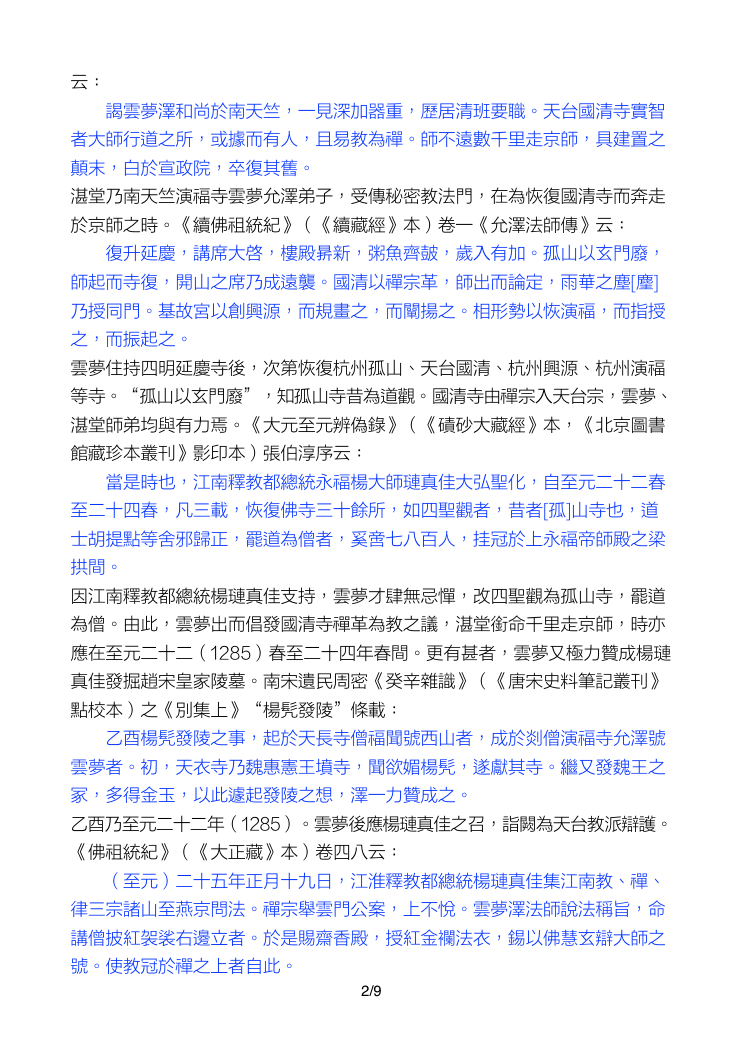 云：
謁雲夢澤和尚於南天竺，一見深加器重，歷居清班要職。天台國清寺實智
者大師行道之所，或據而有人，且易教為禪。師不遠數千里走京師，具建置之
顛末，白於宣政院，卒復其舊。
湛堂乃南天竺演福寺雲夢允澤弟子，受傳秘密教法門，在為恢復國清寺而奔走
於京師之時。《續佛祖統紀》（《續藏經》本）卷一《允澤法師傳》云：
復升延慶，講席大啓，樓殿昪新，粥魚齊皷，歲入有加。孤山以玄門廢，
師起而寺復，開山之席乃成遠襲。國清以禪宗革，師出而論定，雨華之塵[麈]
乃授同門。基故宮以創興源，而規畫之，而闡揚之。相形勢以恢演福，而指授
之，而振起之。
雲夢住持四明延慶寺後，次第恢復杭州孤山、天台國清、杭州興源、杭州演福
等寺。“孤山以玄門廢”，知孤山寺昔為道觀。國清寺由禪宗入天台宗，雲夢、
湛堂師弟均與有力焉。《大元至元辨偽錄》（《磧砂大藏經》本，《北京圖書
館藏珍本叢刊》影印本）張伯淳序云：
當是時也，江南釋教都總統永福楊大師璉真佳大弘聖化，自至元二十二春
至二十四春，凡三載，恢復佛寺三十餘所，如四聖觀者，昔者[孤]山寺也，道
士胡提點等舍邪歸正，罷道為僧者，奚啻七八百人，挂冠於上永福帝師殿之梁
拱間。
因江南釋教都總統楊璉真佳支持，雲夢才肆無忌憚，改四聖觀為孤山寺，罷道
為僧。由此，雲夢出而倡發國清寺禪革為教之議，湛堂銜命千里走京師，時亦
應在至元二十二（1285）春至二十四年春間。更有甚者，雲夢又極力贊成楊璉
真佳發掘趙宋皇家陵墓。南宋遺民周密《癸辛雜識》（《唐宋史料筆記叢刊》
點校本）之《別集上》“楊髡發陵”條載：
乙酉楊髡發陵之事，起於天長寺僧福聞號西山者，成於剡僧演福寺允澤號
雲夢者。初，天衣寺乃魏惠憲王墳寺，聞欲媚楊髡，遂獻其寺。繼又發魏王之
冢，多得金玉，以此遽起發陵之想，澤一力贊成之。
乙酉乃至元二十二年（1285）。雲夢後應楊璉真佳之召，詣闕為天台教派辯護。
《佛祖統紀》（《大正藏》本）卷四八云：
（至元）二十五年正月十九日，江淮釋教都總統楊璉真佳集江南教、禪、
律三宗諸山至燕京問法。禪宗舉雲門公案，上不悅。雲夢澤法師說法稱旨，命
講僧披紅袈裟右邊立者。於是賜齋香殿，授紅金襴法衣，錫以佛慧玄辯大師之
號。使教冠於禪之上者自此。
2/9